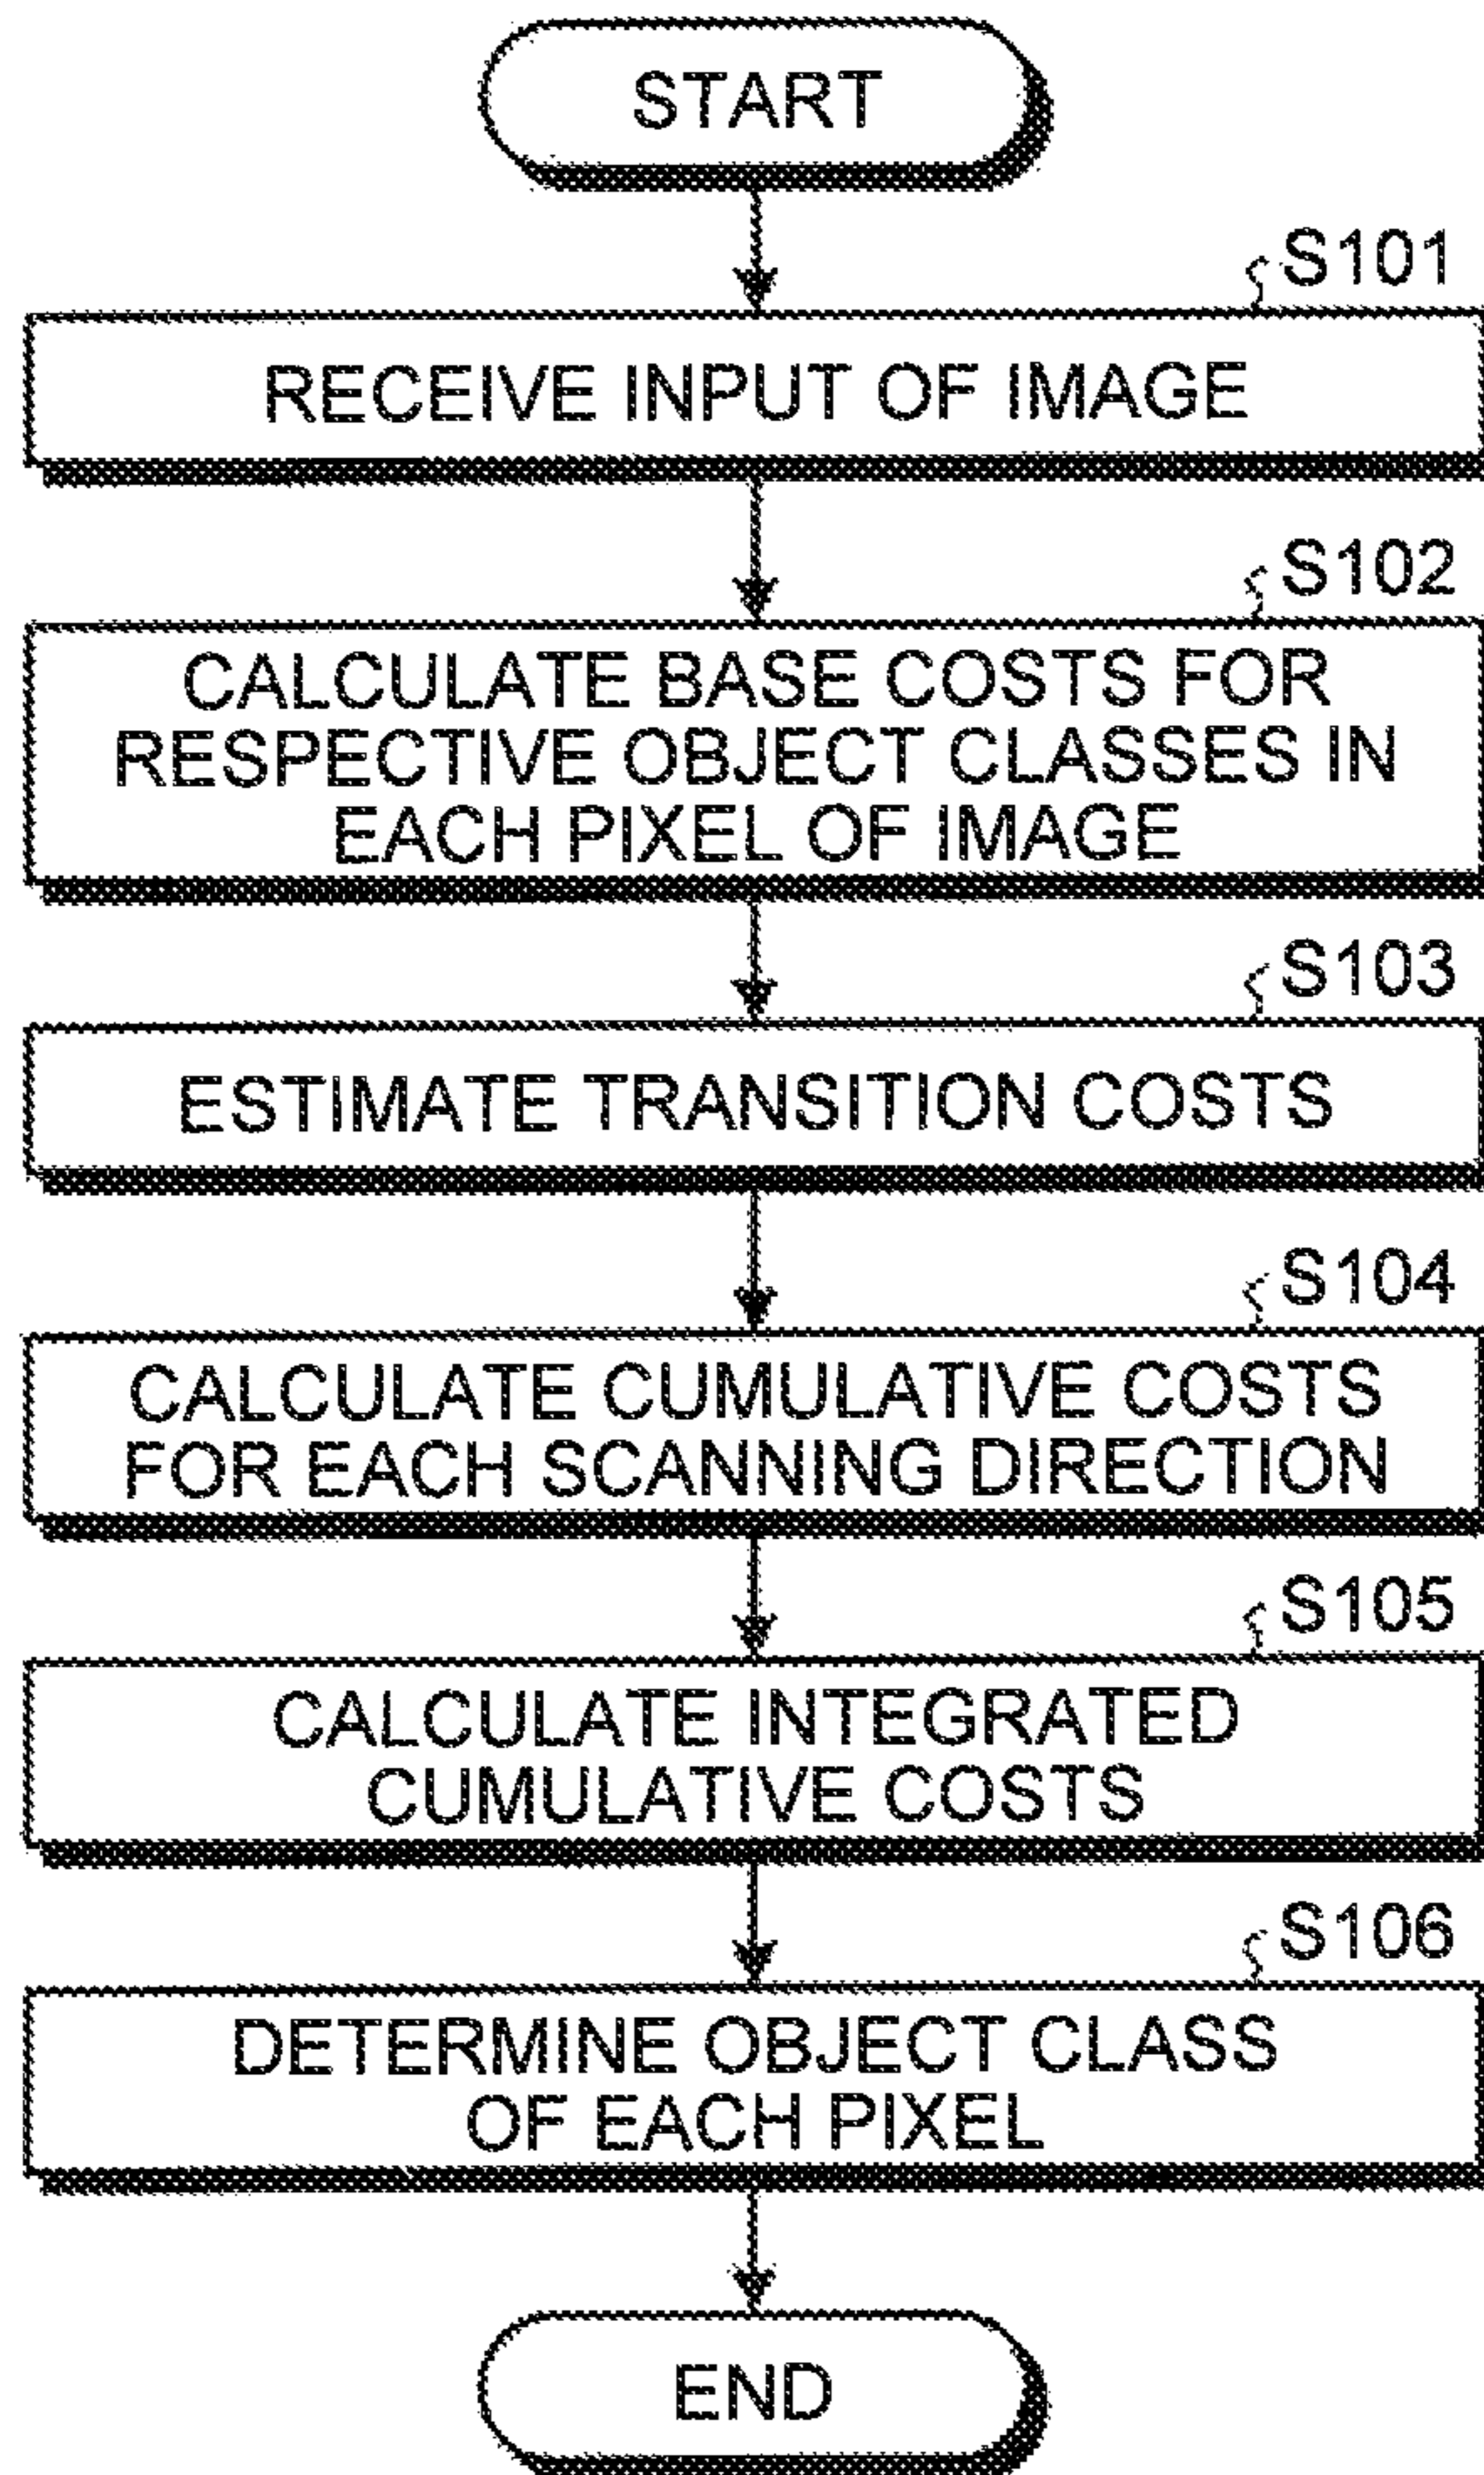 START
S101
RECEIVE INPUT OF IMAGE
S102
CALCULATE BASE COSTS FOR
RESPECTIVE OBJECT CLASSES IN
EACH PIXEL OF IMAGE
S103
ESTIMATE TRANSITION COSTS
S104
CALCULATE CUMULATIVE COSTS
FOR EACH SCANNING DIRECTION
S105
CALCULATE INTEGRATED
CUMULATIVE COSTS
S106
DETERMINE OBJECT CLASS
OF EACH PIXEL
END